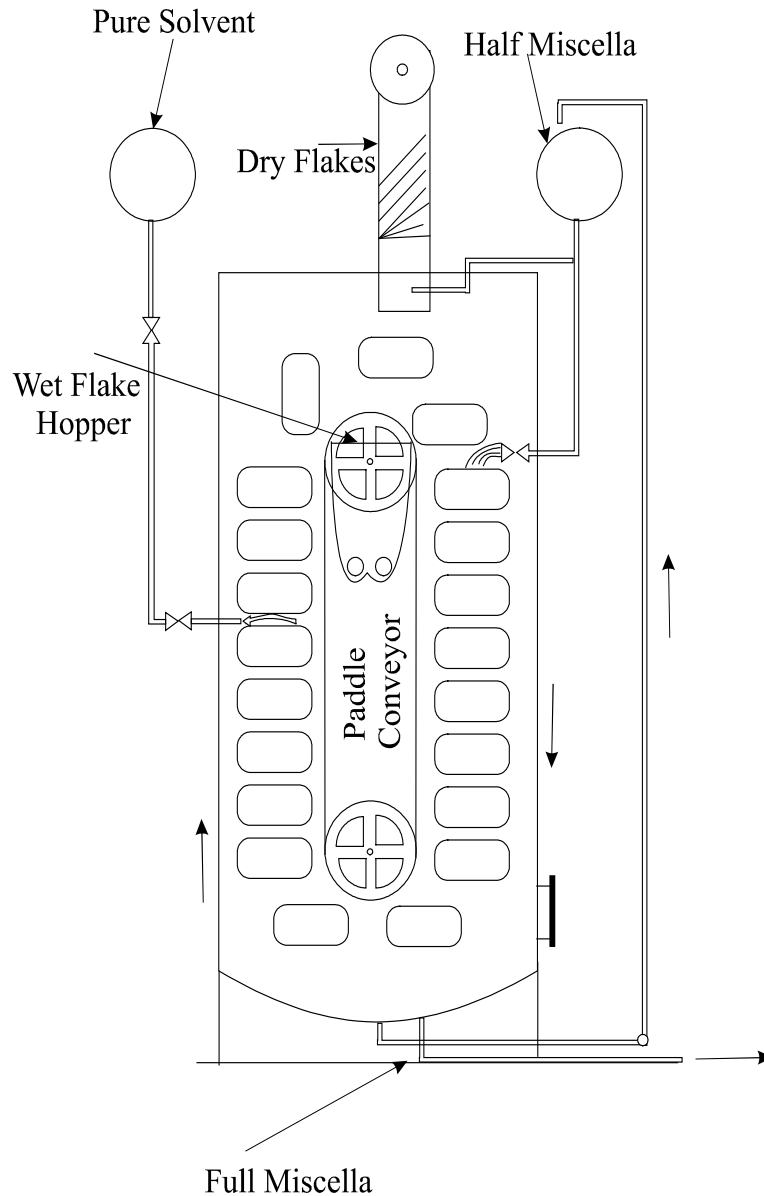 Pure Solvent
Half Miscella
Dry Flakes
Wet Flake
Hopper
Paddle
Conveyor
Full Miscella